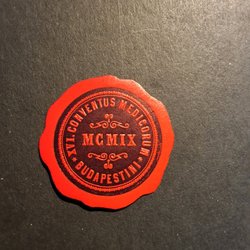 XVI. CONVENTUS MEDICORUM
MCMIX
• BUDAPESTINI •